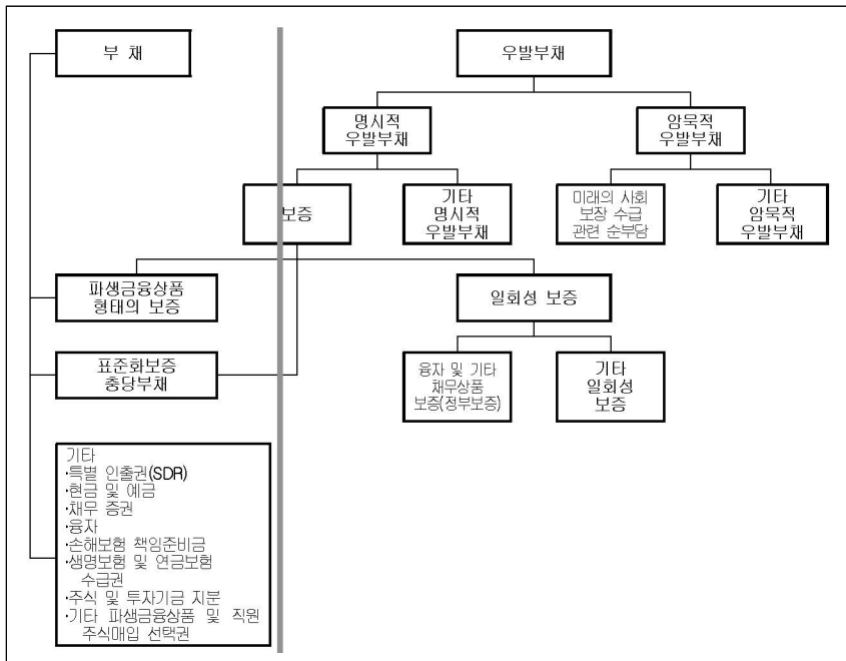 부 채
우발부채
명시적
우발부채
암묵적
우발부채
보증
기타
명시적
우발부채
미래의 사회
보장 수급
관련 순부담
기타
암묵적
우발부채
파생금융상품
형태의 보증
일회성 보증
표준화보증
충당부채
융자 및 기타
채무상품
보증(정부보증)
기타
일회성
보증
기타
·특별 인출권(SDR)
·현금 및 예금
·채무 증권
·융자
·손해보험 책임준비금
·생명보험 및 연금보험
수급권
·주식 및 투자기금 지분
·기타 파생금융상품 및 직원
주식매입 선택권